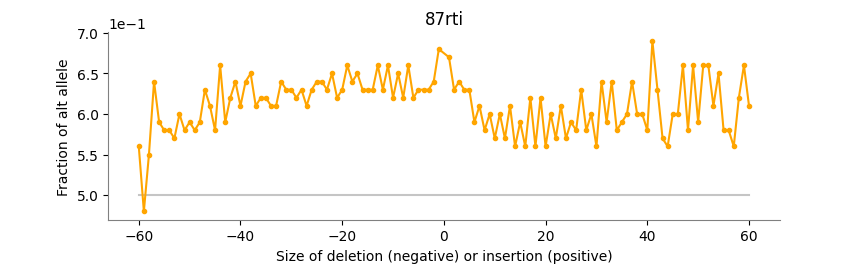 87rti
1e−1
7.0
6.5
6.0
5.5
5.0
Fraction of alt allele
−60 −40 −20 0 20 40 60
Size of deletion (negative) or insertion (positive)